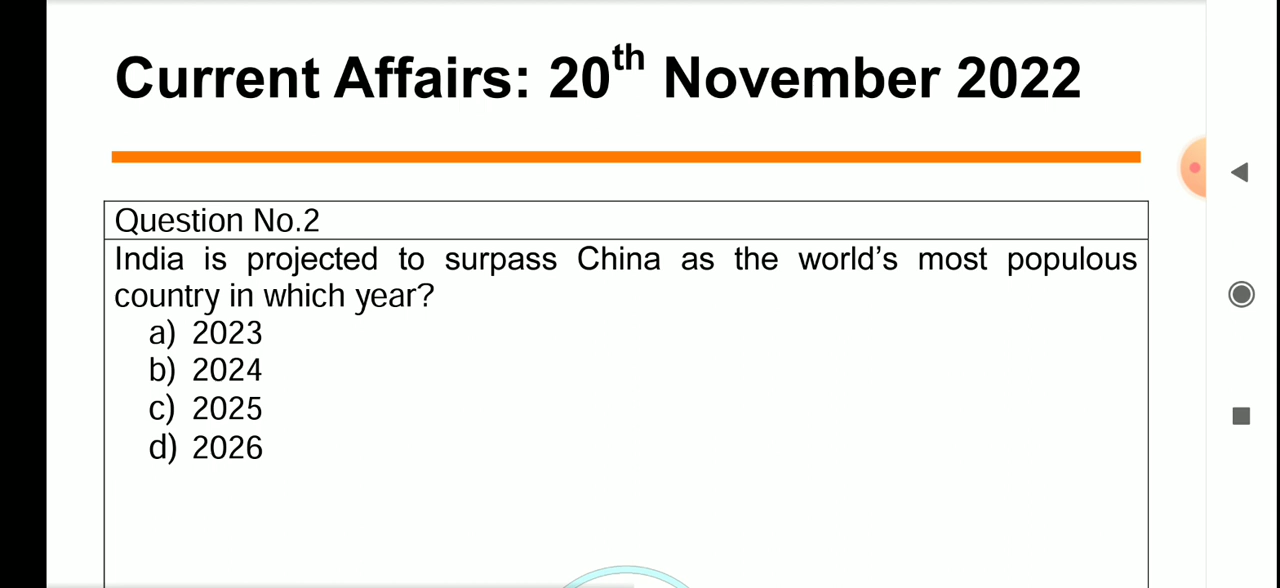 Current Affairs: 20th November 2022
Question No.2
India is projected to surpass China as the world's most populous
country in which year?
a) 2023
b) 2024
c) 2025
d) 2026